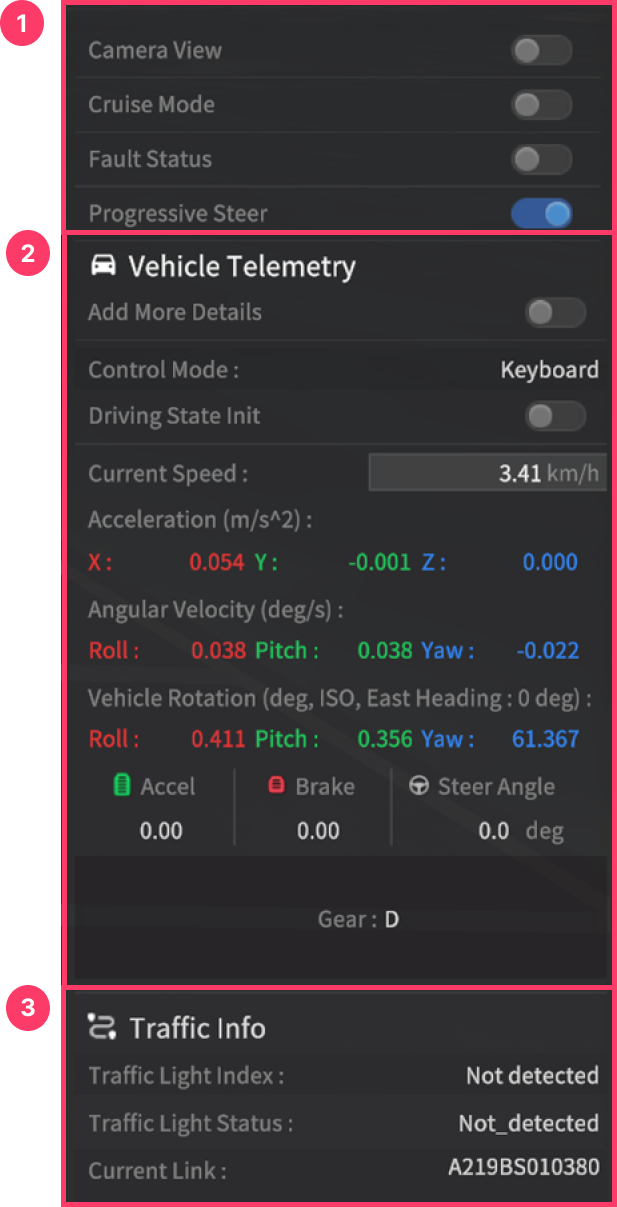 1
Camera View
Cruise Mode
Fault Status
Progressive Steer
2
Vehicle Telemetry
Add More Details
Control Mode : Keyboard
Driving State Init
Current Speed : 3.41 km/h
Acceleration (m/s^2) :
X : 0.054 Y : -0.001 Z : 0.000
Angular Velocity (deg/s) :
Roll : 0.038 Pitch : 0.038 Yaw : -0.022
Vehicle Rotation (deg, ISO, East Heading : 0 deg) :
Roll : 0.411 Pitch : 0.356 Yaw : 61.367
Accel Brake Steer Angle
0.00 0.00 0.0 deg
Gear : D
3
Traffic Info
Traffic Light Index : Not detected
Traffic Light Status : Not_detected
Current Link : A219BS010380